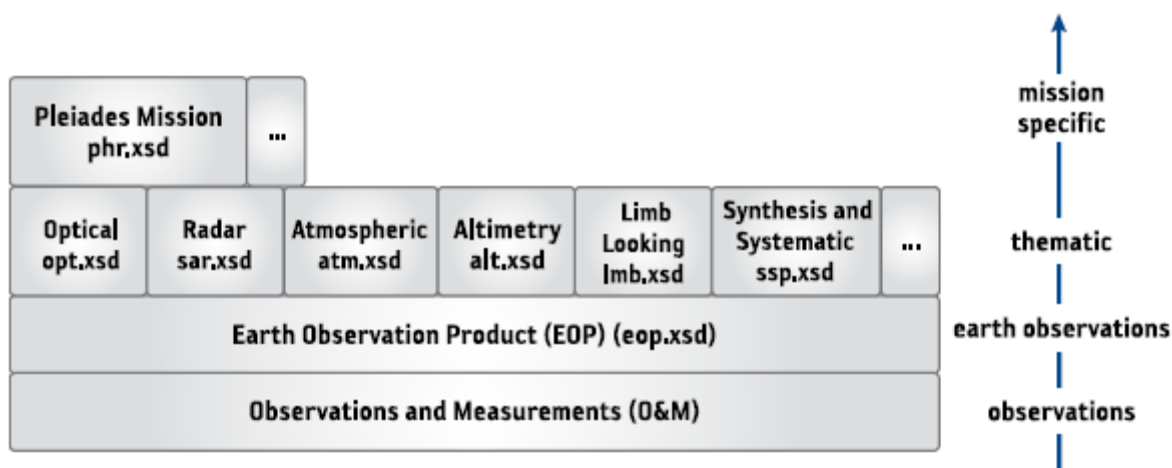 Pleiades Mission
phr.xsd
...
mission
specific
Optical
opt.xsd
Radar
sar.xsd
Atmospheric
atm.xsd
Altimetry
alt.xsd
Limb
Looking
lmb.xsd
Synthesis and
Systematic
ssp.xsd
...
thematic
Earth Observation Product (EOP) (eop.xsd)
earth observations
Observations and Measurements (O&M)
observations